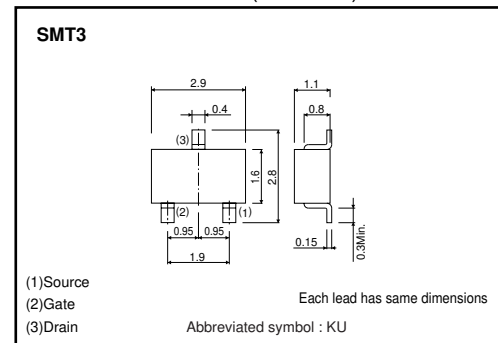 SMT3
2.9
1.1
0.4
0.8
(3)
1.6
2.8
(2)
(1)
0.95
0.95
0.15
0.3Min.
1.9
(1)Source
(2)Gate
Each lead has same dimensions
(3)Drain
Abbreviated symbol : KU